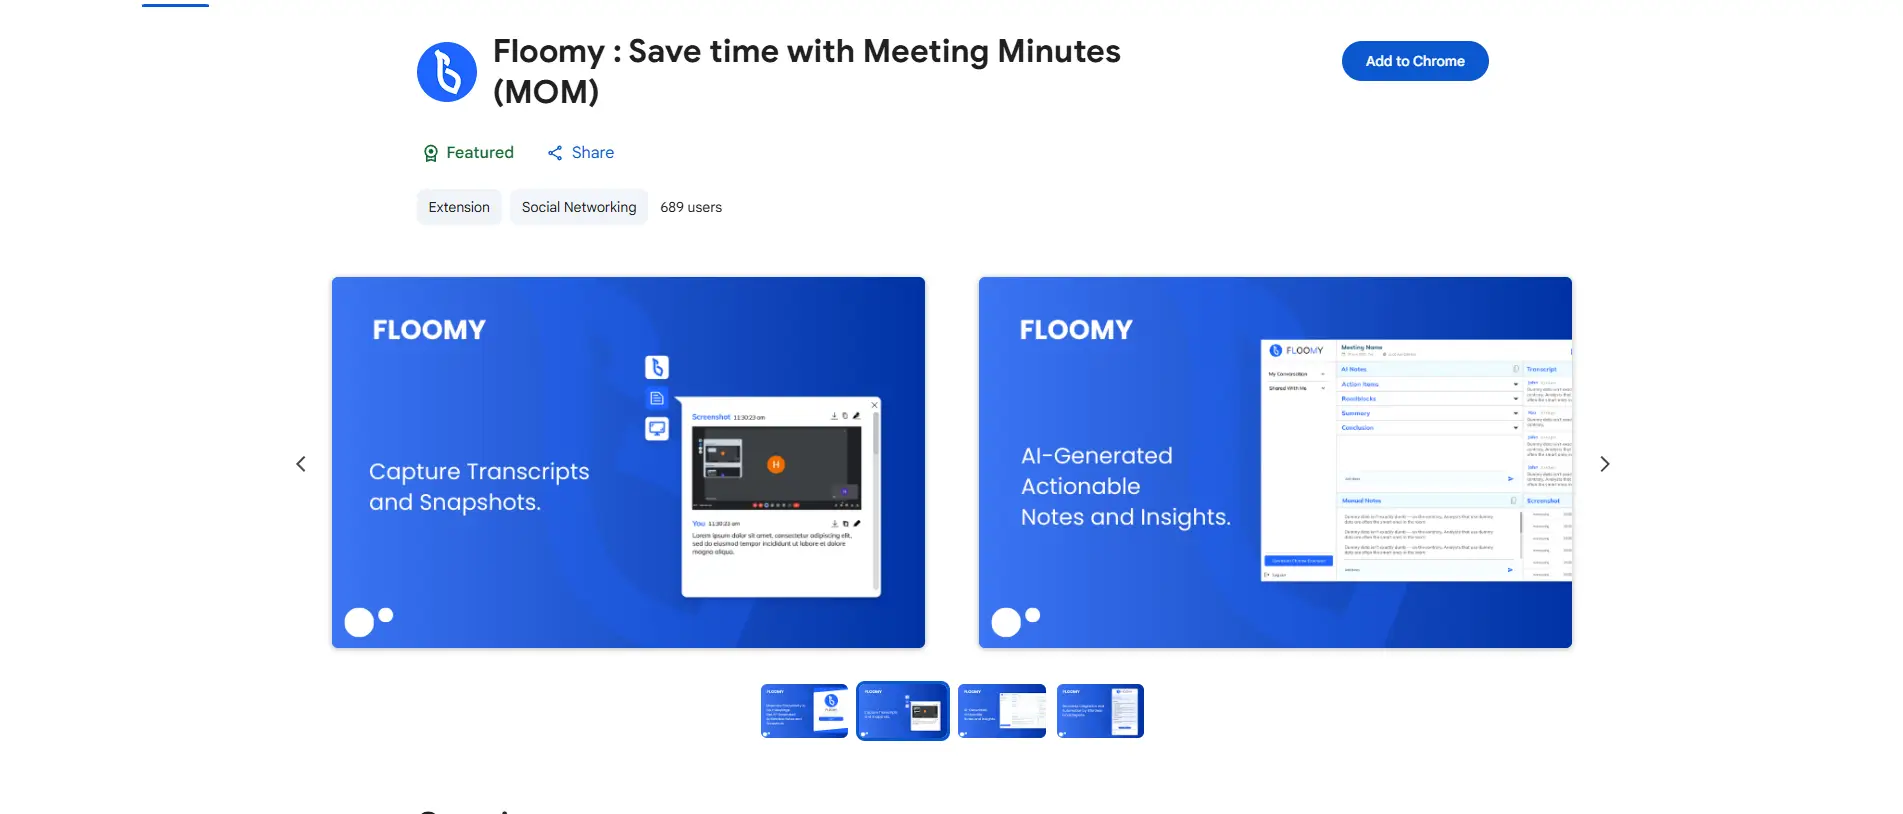 Floomy : Save time with Meeting Minutes
(MOM)
Add to Chrome
Featured
Share
Extension
Social Networking
689 users
FLOOMY
Capture Transcripts
and Snapshots.
Screenshot 11:30:23 am
H
You 11:30:23 am
Lorem ipsum dolor sit amet, consectetur adipiscing elit,
sed do eiusmod tempor incididunt ut labore et dolore
magna aliqua.
FLOOMY
AI-Generated
Actionable
Notes and Insights.
FLOOMY
My Conversation
Shared With Me
Meeting Name
AI Notes
Action Items
Roadblocks
Summary
Conclusion
Manual Notes
Transcript
Screenshot
FLOOMY
FLOOMY
FLOOMY
FLOOMY